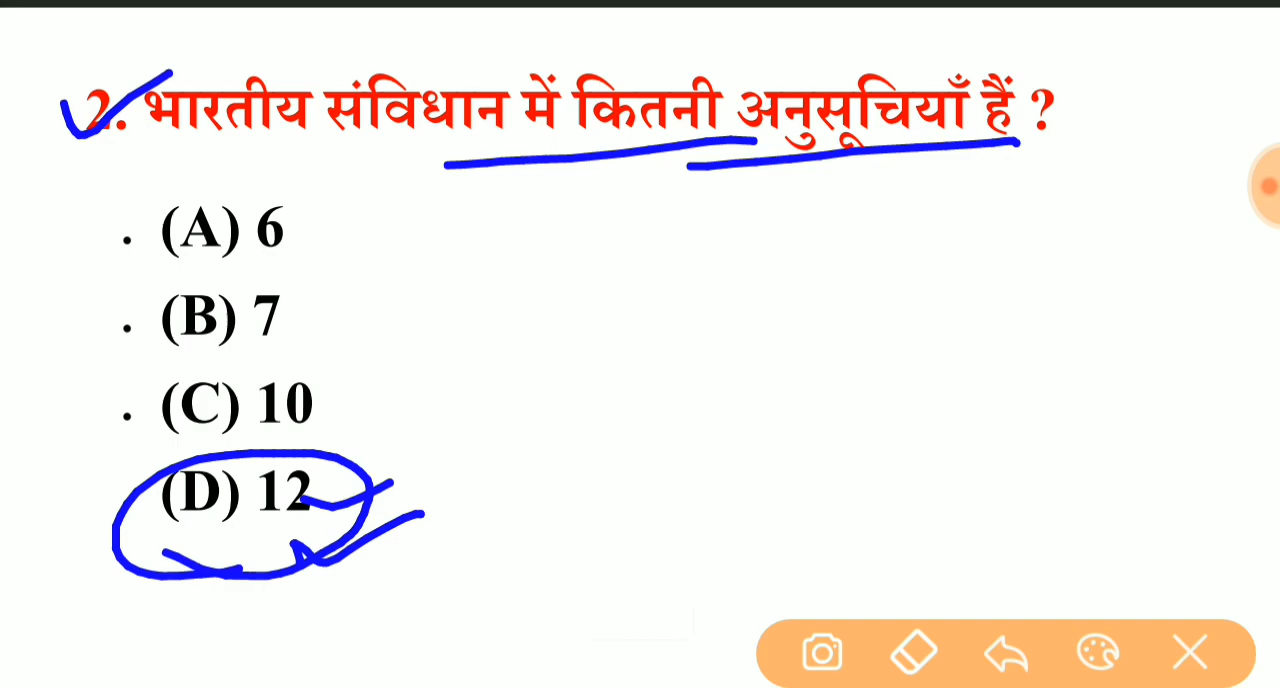 2. भारतीय संविधान में कितनी अनुसूचियाँ हैं ?
. (A) 6
. (B) 7
. (C) 10
. (D) 12